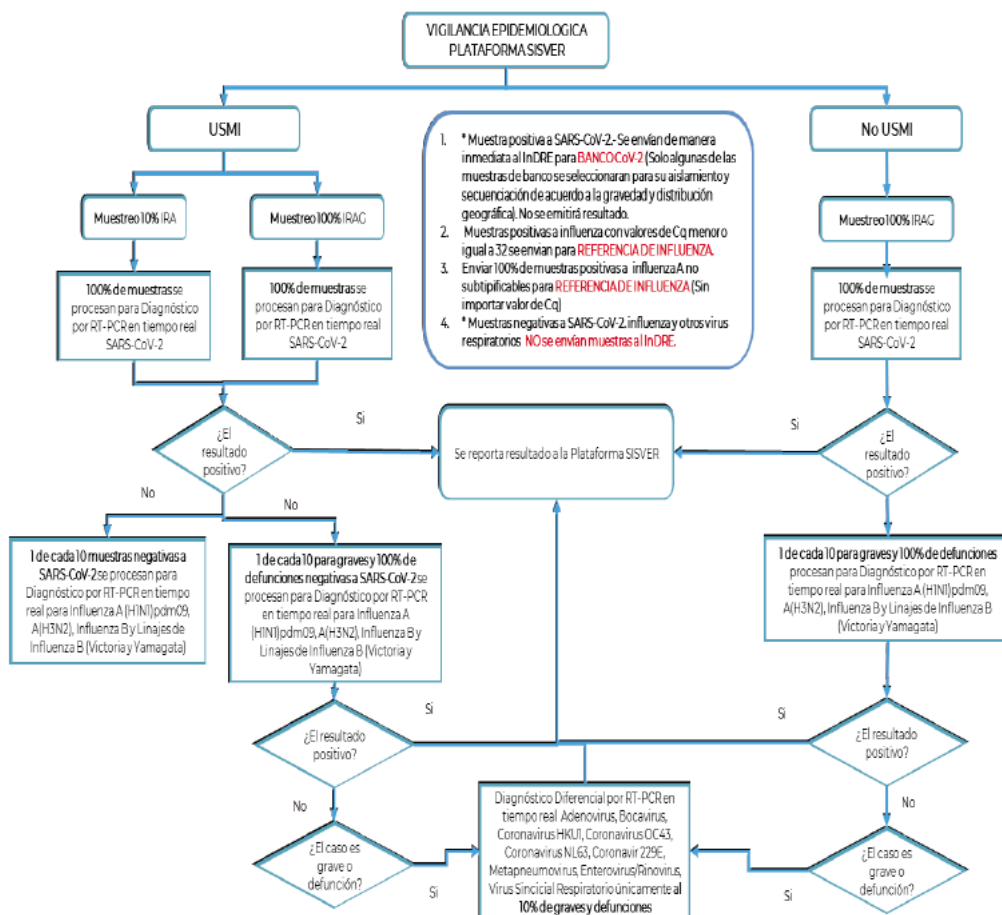 VIGILANCIA EPIDEMIOLOGICA
PLATAFORMA SISVER
USMI
No USMI
1. * Muestra positiva a SARS-CoV-2.- Se envían de manera
inmediata al InDRE para BANCO CoV-2 (Solo algunas de las
muestras de banco se seleccionaran para su aislamiento y
secuenciación de acuerdo a la gravedad y distribución
geográfica). No se emitirá resultado.
2. Muestras positivas a influenza con valores de Cq menor o
igual a 32 se envian para REFERENCIA DE INFLUENZA.
3. Enviar 100% de muestras positivas a influenza A no
subtipificables para REFERENCIA DE INFLUENZA (Sin
importar valor de Cq)
4. * Muestras negativas a SARS-CoV-2, influenza y otros virus
respiratorios NO se envían muestras al InDRE.
Muestreo 10% IRA
Muestreo 100% IRAG
Muestreo 100% IRAG
100% de muestras se
procesan para Diagnóstico
por RT-PCR en tiempo real
SARS-CoV-2
100% de muestras se
procesan para Diagnóstico
por RT-PCR en tiempo real
SARS-CoV-2
100% de muestras se
procesan para Diagnóstico
por RT-PCR en tiempo real
SARS-CoV-2
¿El
resultado
positivo?
Si
Se reporta resultado a la Plataforma SISVER
Si
¿El
resultado
positivo?
No
No
No
1 de cada 10 muestras negativas a
SARS-CoV-2 se procesan para
Diagnóstico por RT-PCR en tiempo
real para Influenza A (H1N1)pdm09,
A(H3N2), Influenza B y Linajes de
Influenza B (Victoria y Yamagata)
1 de cada 10 para graves y 100% de
defunciones negativas a SARS-CoV-2 se
procesan para Diagnóstico por RT-PCR
en tiempo real para Influenza A
(H1N1)pdm09, A(H3N2), Influenza B y
Linajes de Influenza B (Victoria y
Yamagata)
1 de cada 10 para graves y 100% de defunciones
procesan para Diagnóstico por RT-PCR en
tiempo real para Influenza A (H1N1)pdm09,
A(H3N2), Influenza B y Linajes de Influenza B
(Victoria y Yamagata)
Si
¿El resultado
positivo?
Si
¿El resultado
positivo?
No
No
¿El caso es
grave o
defunción?
Si
Diagnóstico Diferencial por RT-PCR en
tiempo real Adenovirus, Bocavirus,
Coronavirus HKU1, Coronavirus OC43,
Coronavirus NL63, Coronavir 229E,
Metapneumovirus, Enterovirus/Rinovirus,
Virus Sincicial Respiratorio únicamente al
10% de graves y defunciones
Si
¿El caso es
grave o
defunción?